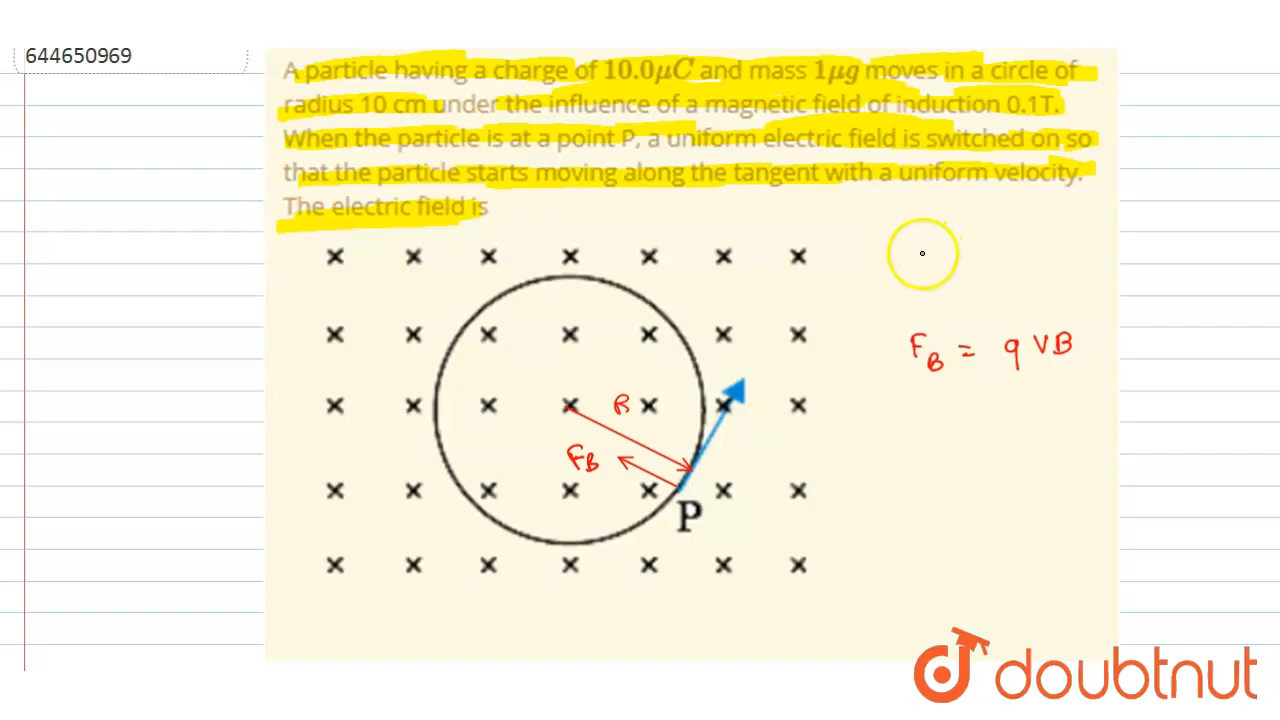 644650969
A particle having a charge of 10.0μC and mass 1μg moves in a circle of
radius 10 cm under the influence of a magnetic field of induction 0.1T.
When the particle is at a point P, a uniform electric field is switched on so
that the particle starts moving along the tangent with a uniform velocity.
The electric field is
F_B = qVB
R
F_B
P
doubtnut